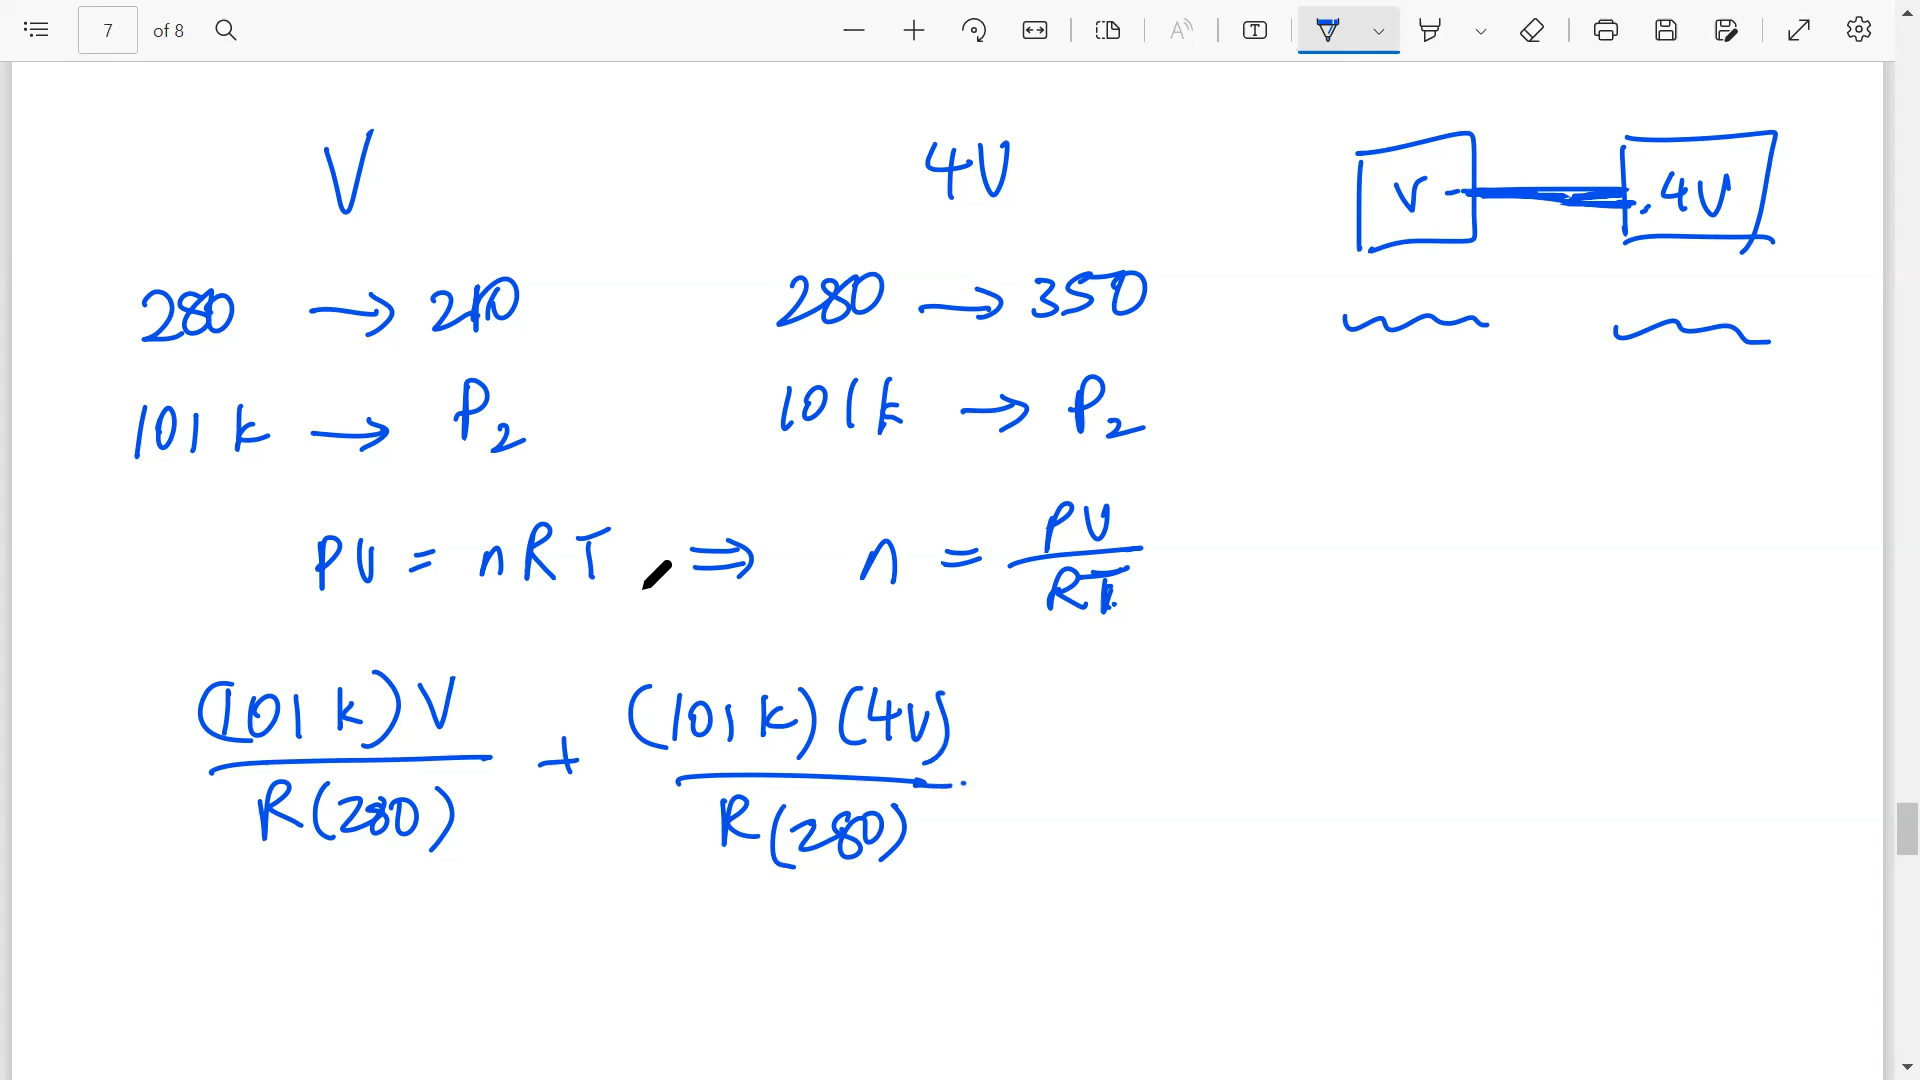 7 of 8
V 4V
V 4V
280 → 210 280 → 350
101 k → P₂ 101 k → P₂
PV = nRT ⇒ n = PV/RT
(101 k) V / R(280) + (101 k)(4V) / R(280)